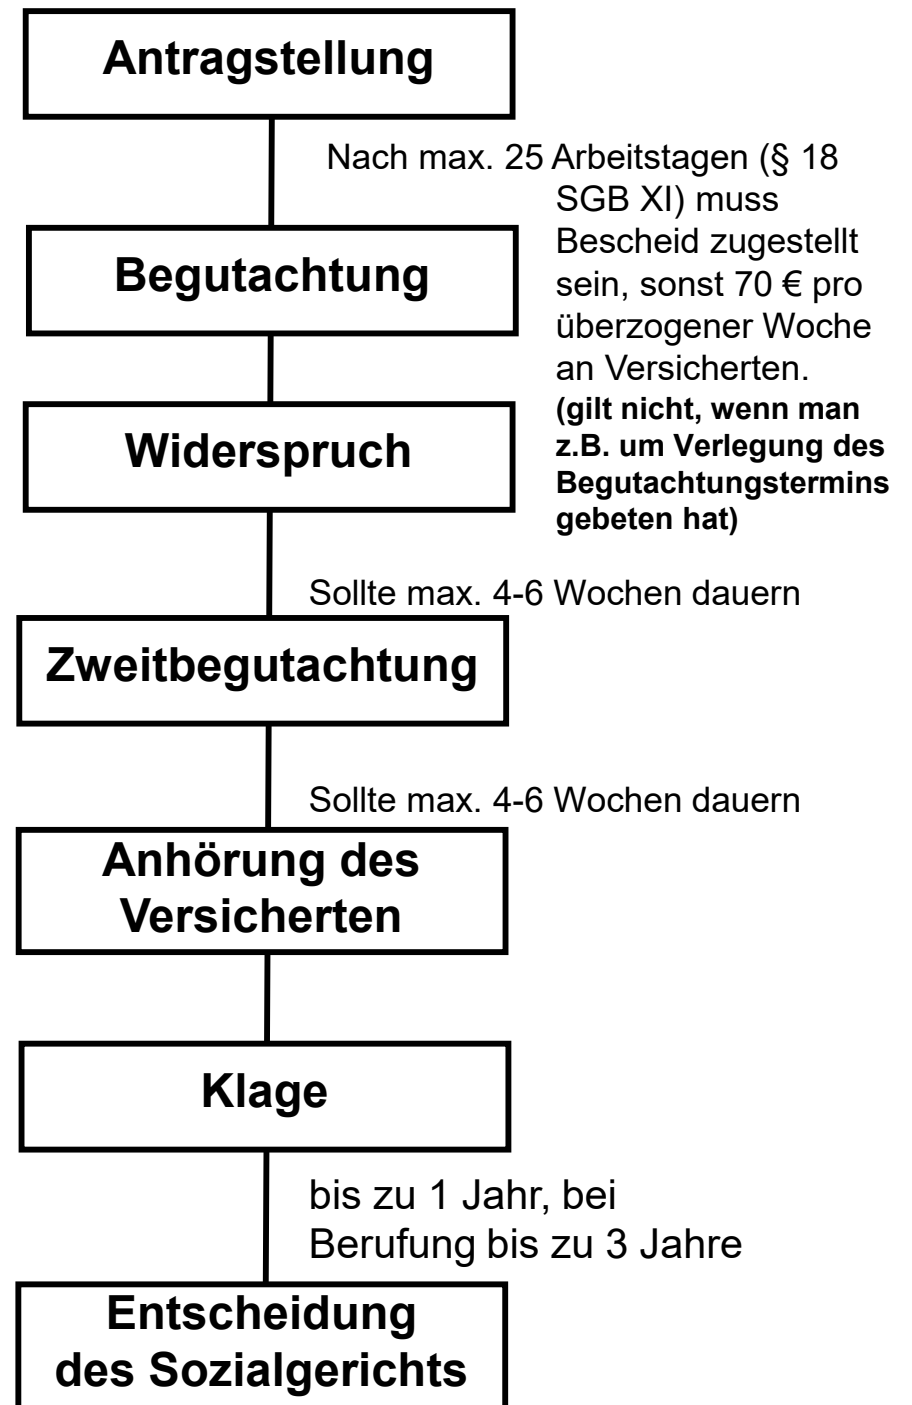 Antragstellung
Nach max. 25 Arbeitstagen (§ 18
SGB XI) muss
Bescheid zugestellt
sein, sonst 70 € pro
überzogener Woche
an Versicherten.
(gilt nicht, wenn man
z.B. um Verlegung des
Begutachtungstermins
gebeten hat)
Begutachtung
Widerspruch
Sollte max. 4-6 Wochen dauern
Zweitbegutachtung
Sollte max. 4-6 Wochen dauern
Anhörung des
Versicherten
Klage
bis zu 1 Jahr, bei
Berufung bis zu 3 Jahre
Entscheidung
des Sozialgerichts